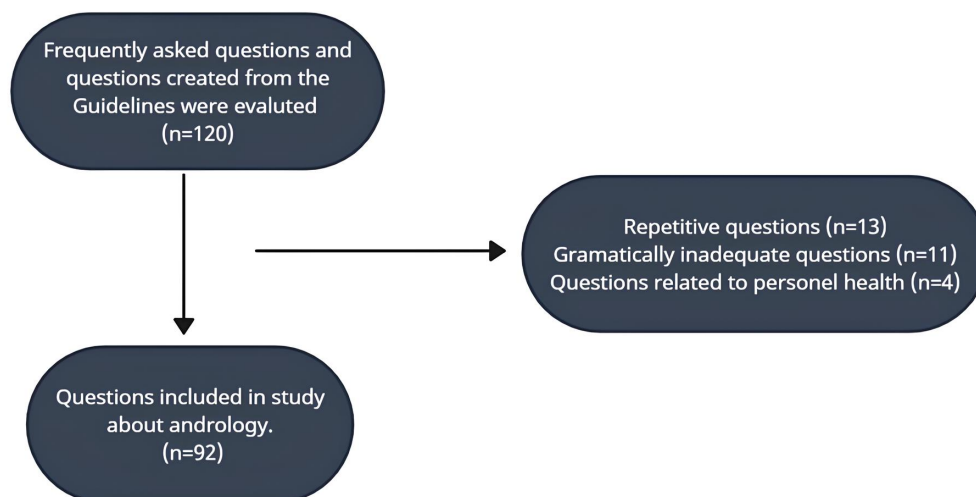 Frequently asked questions and
questions created from the
Guidelines were evaluted
(n=120)
Repetitive questions (n=13)
Gramatically inadequate questions (n=11)
Questions related to personel health (n=4)
Questions included in study
about andrology.
(n=92)